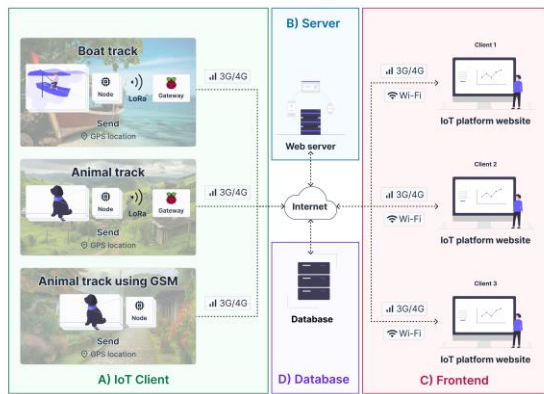 Boat track
Node
LoRa
Gateway
Send
GPS location
3G/4G
Animal track
Node
LoRa
Gateway
Send
GPS location
3G/4G
Animal track using GSM
Node
Send
GPS location
3G/4G
A) IoT Client
B) Server
Web server
Internet
Database
D) Database
3G/4G
Wi-Fi
Client 1
IoT platform website
3G/4G
Wi-Fi
Client 2
IoT platform website
3G/4G
Wi-Fi
Client 3
IoT platform website
C) Frontend